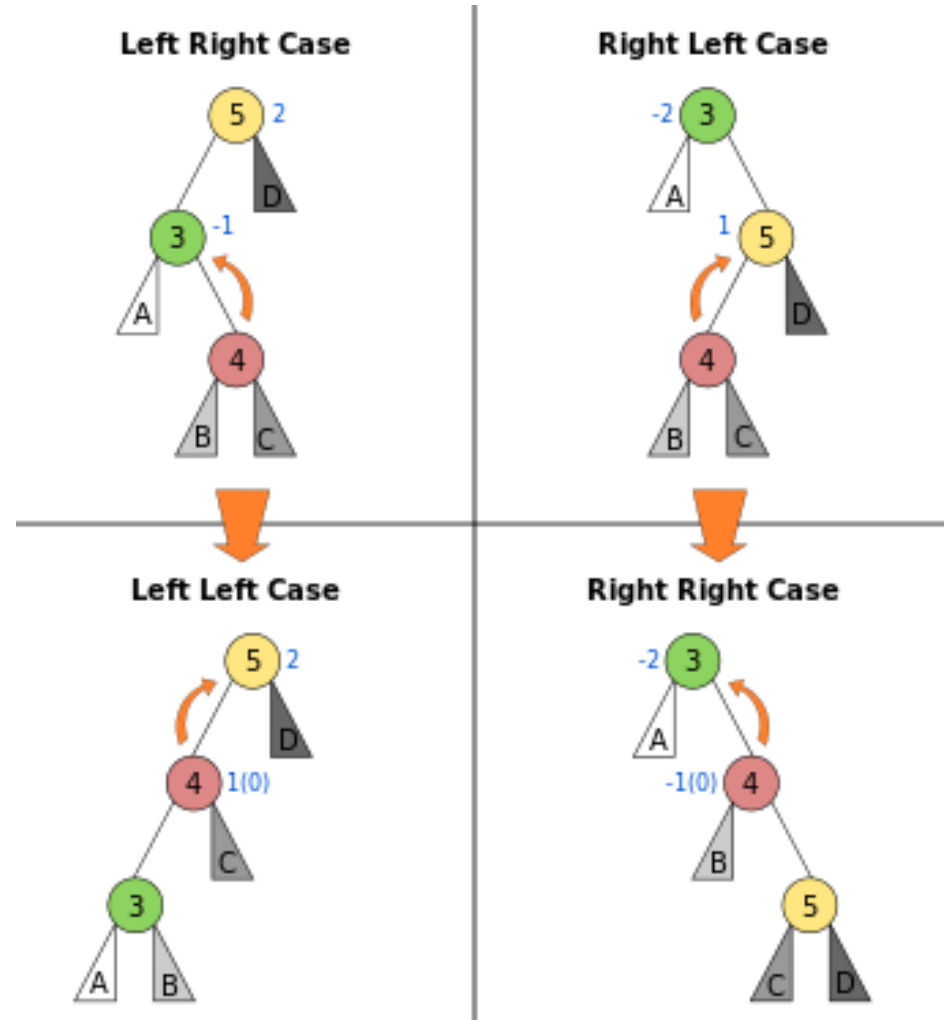 Left Right Case
5 2
D
3 -1
A
4
B C
Right Left Case
-2 3
A
1 5
D
4
B C
Left Left Case
5 2
D
4 1(0)
C
3
A B
Right Right Case
-2 3
A
-1(0) 4
B
5
C D